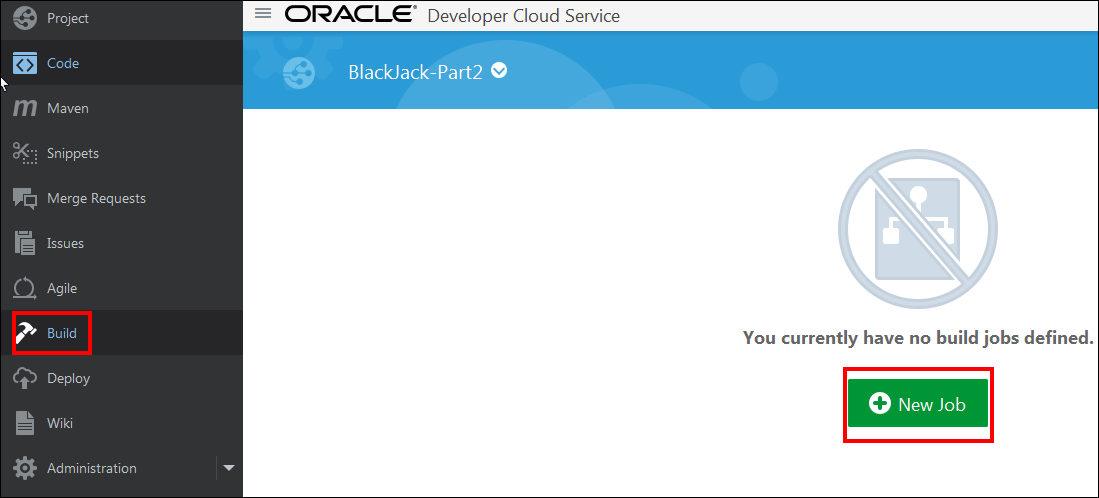 Project
Code
Maven
Snippets
Merge Requests
Issues
Agile
Build
Deploy
Wiki
Administration
ORACLE® Developer Cloud Service
BlackJack-Part2
You currently have no build jobs defined.
New Job